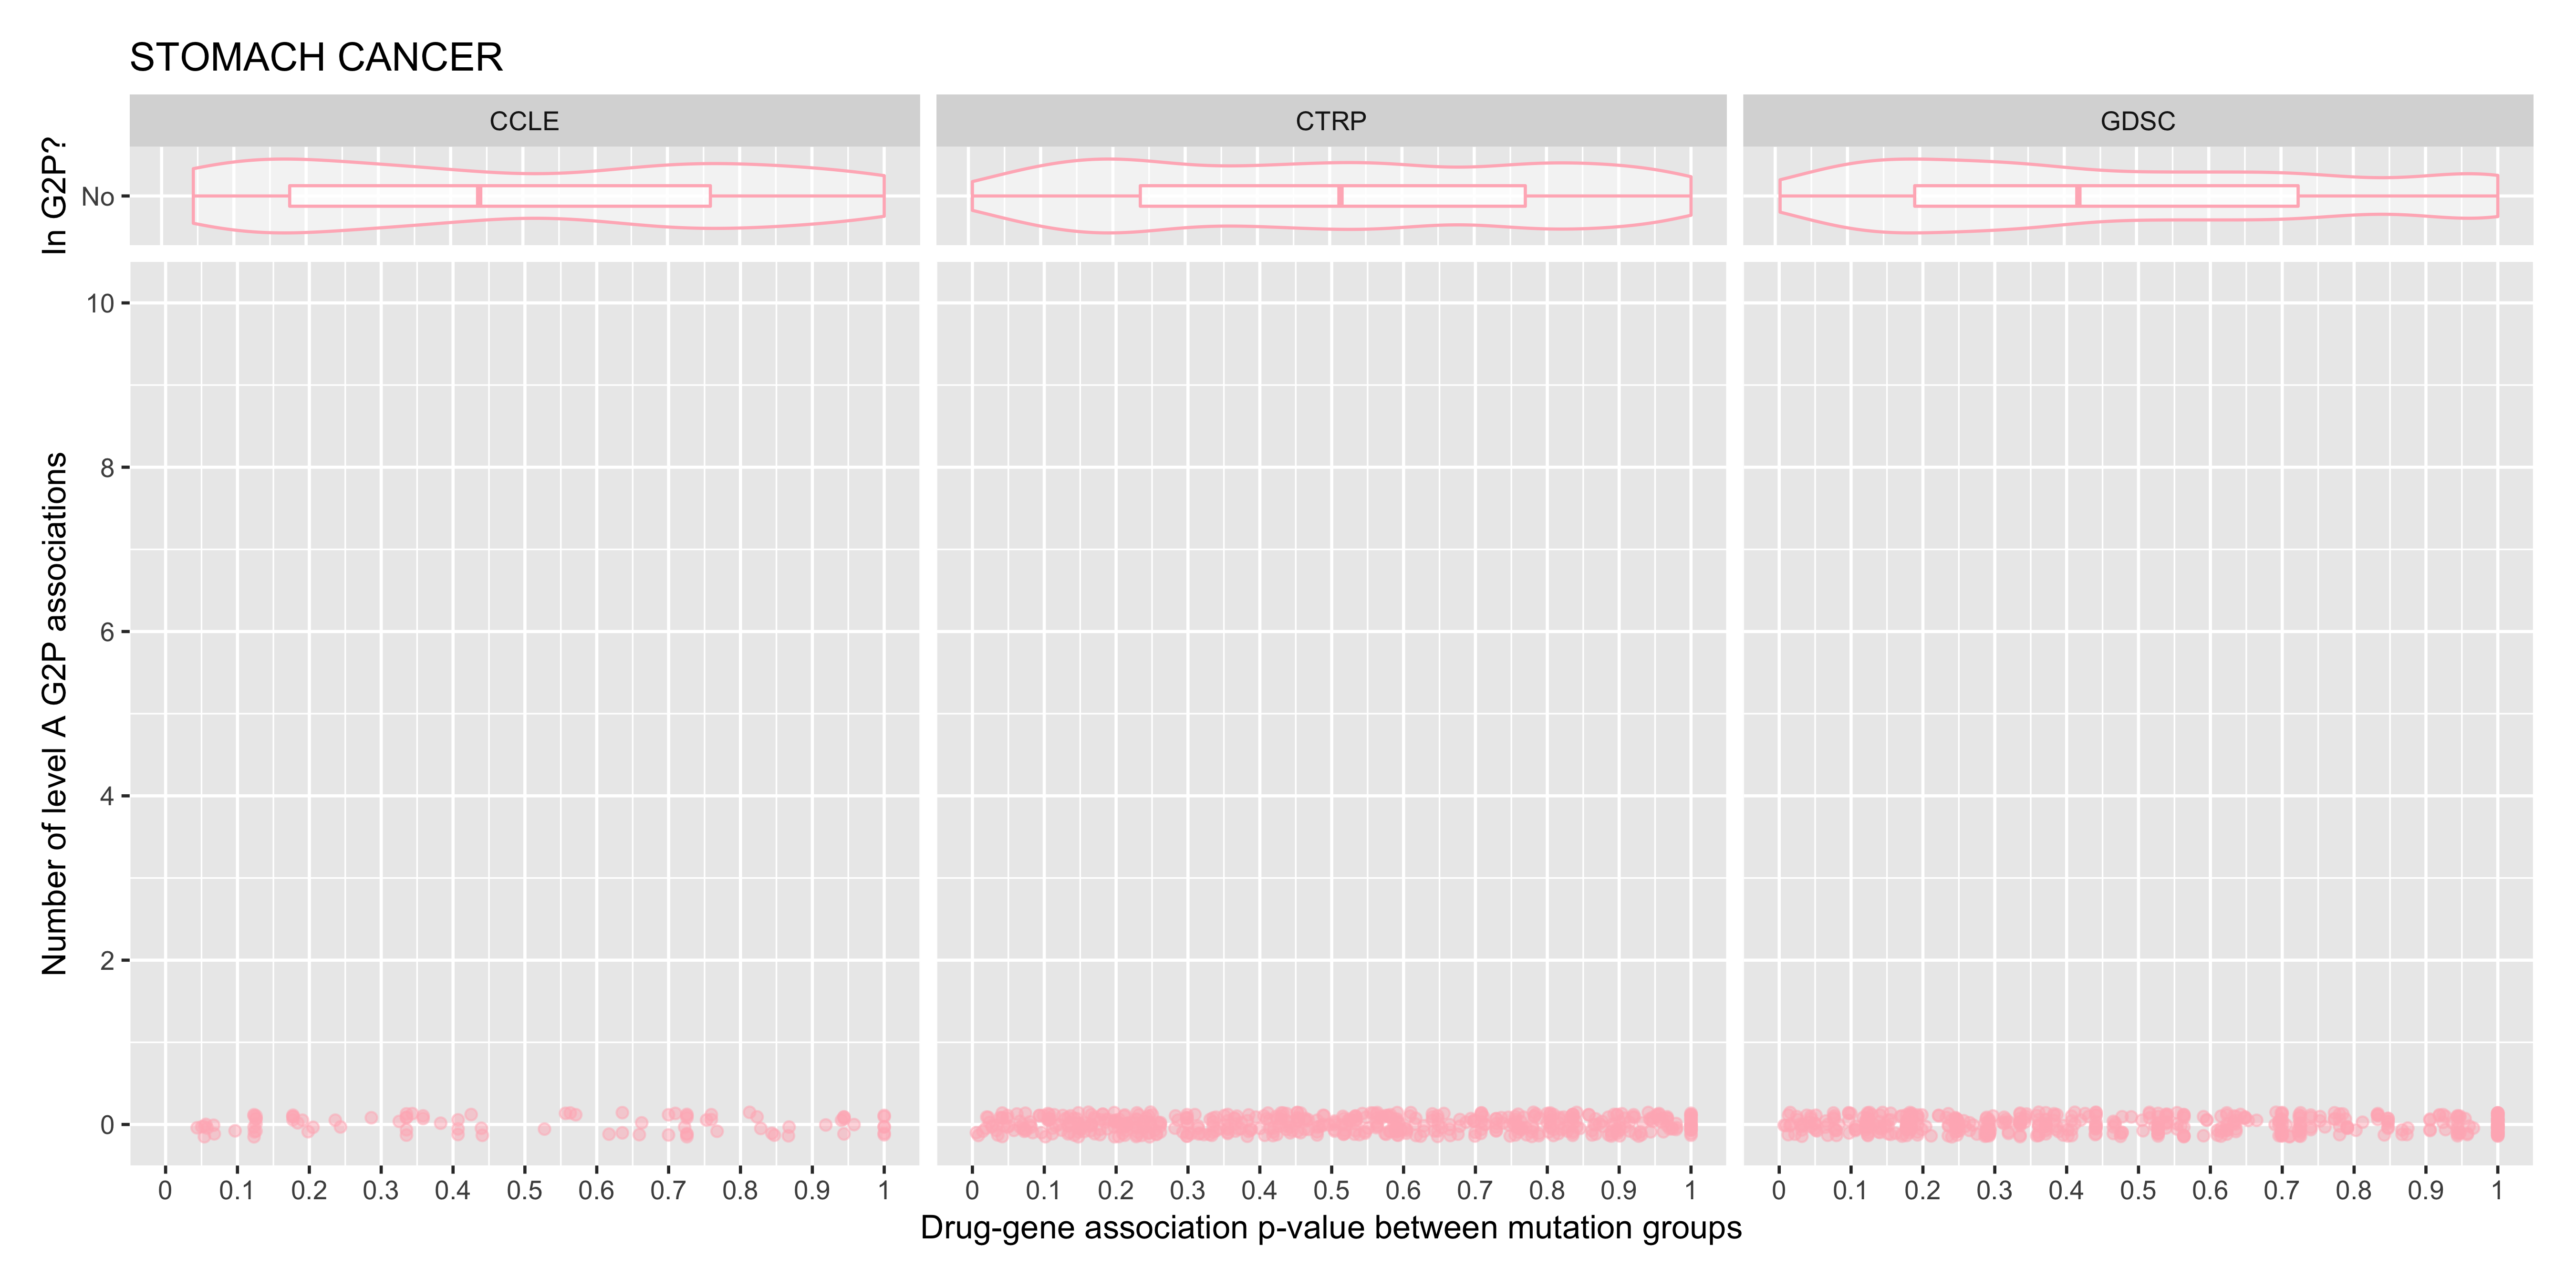 STOMACH CANCER
CCLE CTRP GDSC
In G2P?
No
Number of level A G2P associations
10
8
6
4
2
0
0 0.1 0.2 0.3 0.4 0.5 0.6 0.7 0.8 0.9 1 0 0.1 0.2 0.3 0.4 0.5 0.6 0.7 0.8 0.9 1 0 0.1 0.2 0.3 0.4 0.5 0.6 0.7 0.8 0.9 1
Drug-gene association p-value between mutation groups